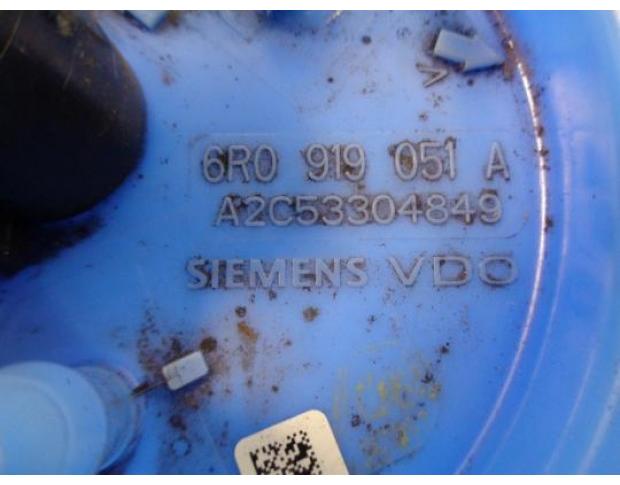 6R0 919 051 A
A2C53304849
SIEMENS VDO